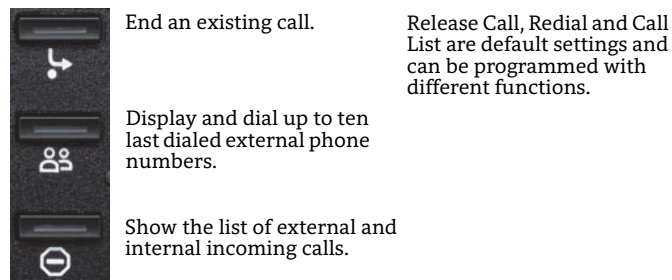 End an existing call.
Display and dial up to ten
last dialed external phone
numbers.
Show the list of external and
internal incoming calls.
Release Call, Redial and Call
List are default settings and
can be programmed with
different functions.